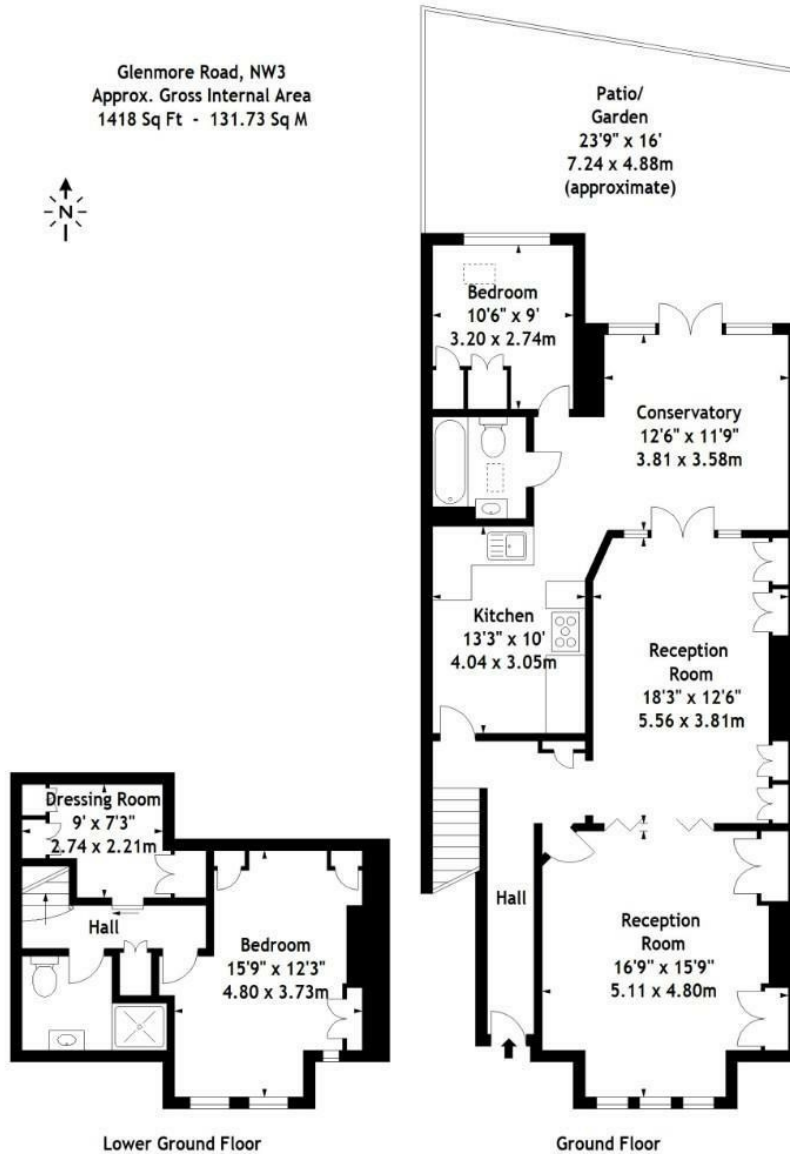 Glenmore Road, NW3
Approx. Gross Internal Area
1418 Sq Ft - 131.73 Sq M
N
Patio/
Garden
23'9" x 16'
7.24 x 4.88m
(approximate)
Bedroom
10'6" x 9'
3.20 x 2.74m
Conservatory
12'6" x 11'9"
3.81 x 3.58m
Kitchen
13'3" x 10'
4.04 x 3.05m
Reception
Room
18'3" x 12'6"
5.56 x 3.81m
Dressing Room
9' x 7'3"
2.74 x 2.21m
Hall
Bedroom
15'9" x 12'3"
4.80 x 3.73m
Hall
Reception
Room
16'9" x 15'9"
5.11 x 4.80m
Lower Ground Floor
Ground Floor